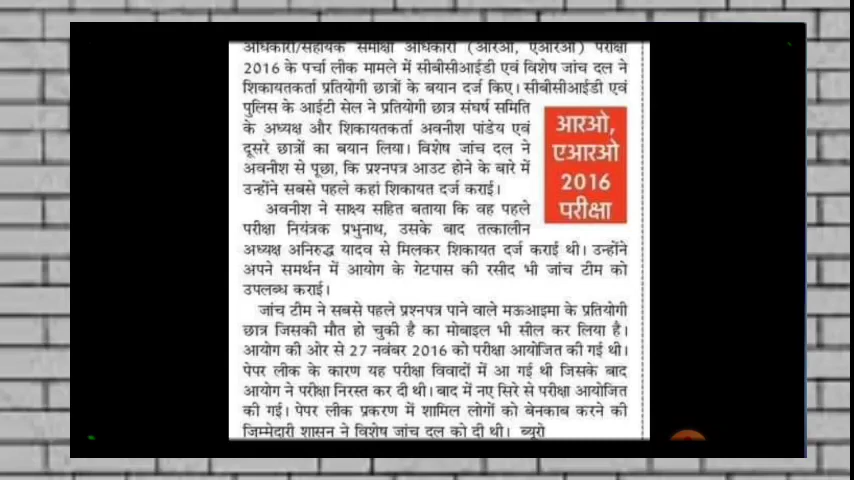 अधिकारी/सहायक समीक्षा अधिकारी (आरओ, एआरओ) परीक्षा
2016 के पर्चा लीक मामले में सीबीसीआईडी एवं विशेष जांच दल ने
शिकायतकर्ता प्रतियोगी छात्रों के बयान दर्ज किए। सीबीसीआईडी एवं
पुलिस के आईटी सेल ने प्रतियोगी छात्र संघर्ष समिति
के अध्यक्ष और शिकायतकर्ता अवनीश पांडेय एवं
दूसरे छात्रों का बयान लिया। विशेष जांच दल ने
अवनीश से पूछा, कि प्रश्नपत्र आउट होने के बारे में
उन्होंने सबसे पहले कहां शिकायत दर्ज कराई।
आरओ,
एआरओ
2016
परीक्षा
अवनीश ने साक्ष्य सहित बताया कि वह पहले
परीक्षा नियंत्रक प्रभुनाथ, उसके बाद तत्कालीन
अध्यक्ष अनिरुद्ध यादव से मिलकर शिकायत दर्ज कराई थी। उन्होंने
अपने समर्थन में आयोग के गेटपास की रसीद भी जांच टीम को
उपलब्ध कराई।
जांच टीम ने सबसे पहले प्रश्नपत्र पाने वाले मऊआइमा के प्रतियोगी
छात्र जिसकी मौत हो चुकी है का मोबाइल भी सील कर लिया है।
आयोग की ओर से 27 नवंबर 2016 को परीक्षा आयोजित की गई थी।
पेपर लीक के कारण यह परीक्षा विवादों में आ गई थी जिसके बाद
आयोग ने परीक्षा निरस्त कर दी थी। बाद में नए सिरे से परीक्षा आयोजित
की गई। पेपर लीक प्रकरण में शामिल लोगों को बेनकाब करने की
जिम्मेदारी शासन ने विशेष जांच दल को दी थी। ब्यूरो